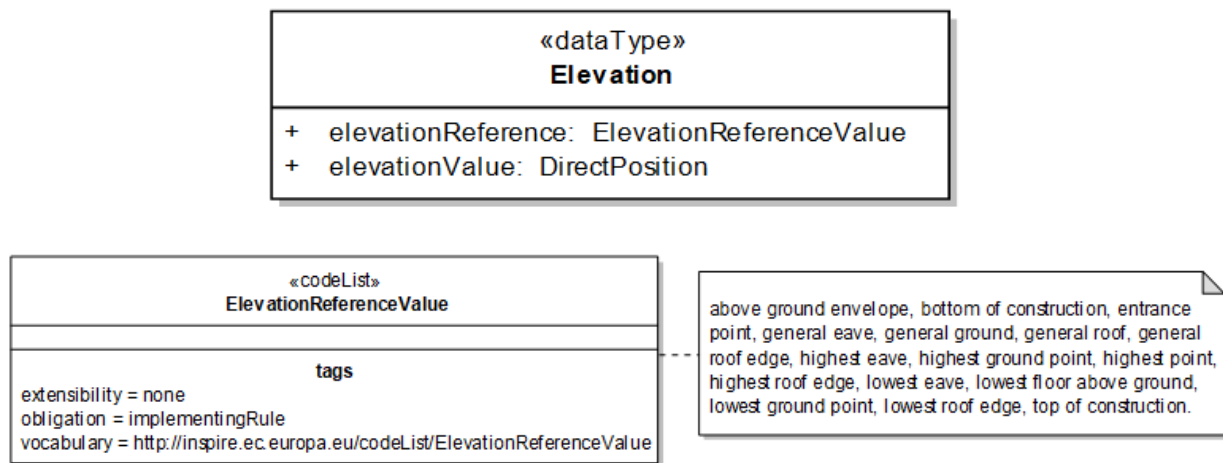 «dataType»
Elevation
+ elevationReference: ElevationReferenceValue
+ elevationValue: DirectPosition
«codeList»
ElevationReferenceValue
tags
extensibility = none
obligation = implementingRule
vocabulary = http://inspire.ec.europa.eu/codeList/ElevationReferenceValue
above ground envelope, bottom of construction, entrance
point, general eave, general ground, general roof, general
roof edge, highest eave, highest ground point, highest point,
highest roof edge, lowest eave, lowest floor above ground,
lowest ground point, lowest roof edge, top of construction.